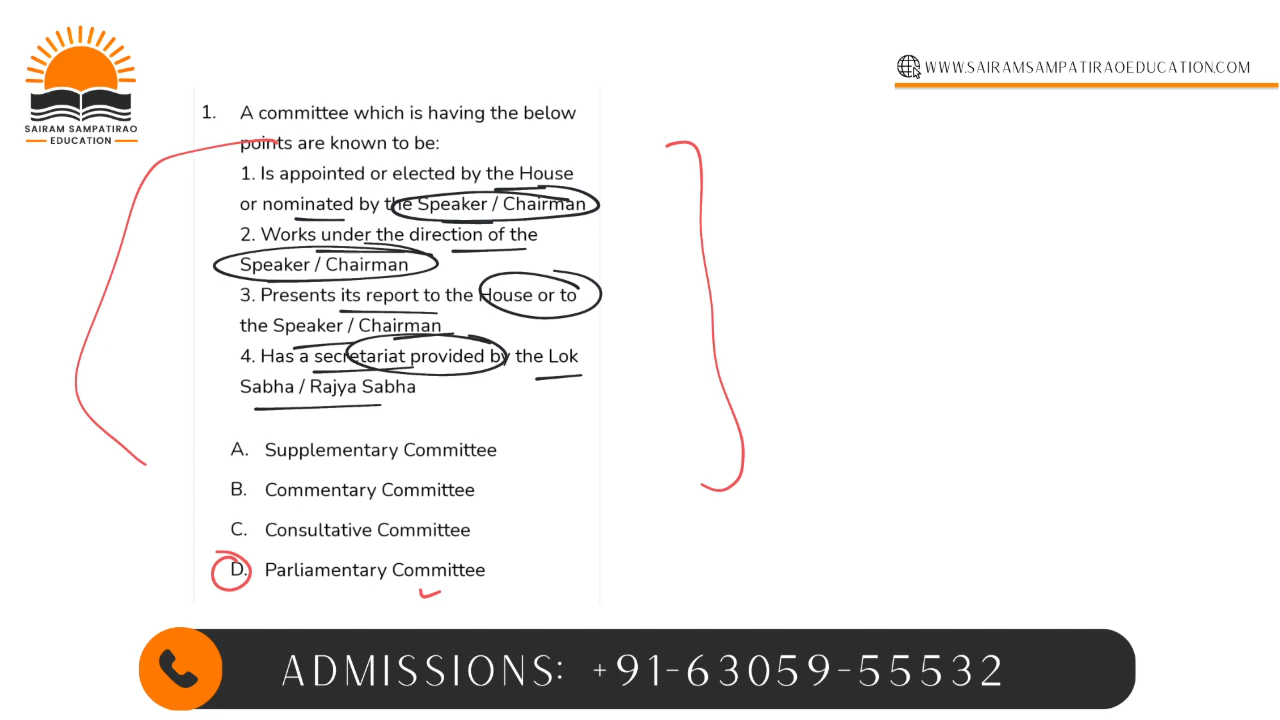 WWW.SAIRAMSAMPATIRAOEDUCATION.COM
SAIRAM SAMPATIRAO
EDUCATION
1. A committee which is having the below
points are known to be:
1. Is appointed or elected by the House
or nominated by the Speaker / Chairman
2. Works under the direction of the
Speaker / Chairman
3. Presents its report to the House or to
the Speaker / Chairman
4. Has a secretariat provided by the Lok
Sabha / Rajya Sabha
A. Supplementary Committee
B. Commentary Committee
C. Consultative Committee
D. Parliamentary Committee
ADMISSIONS: +91-63059-55532